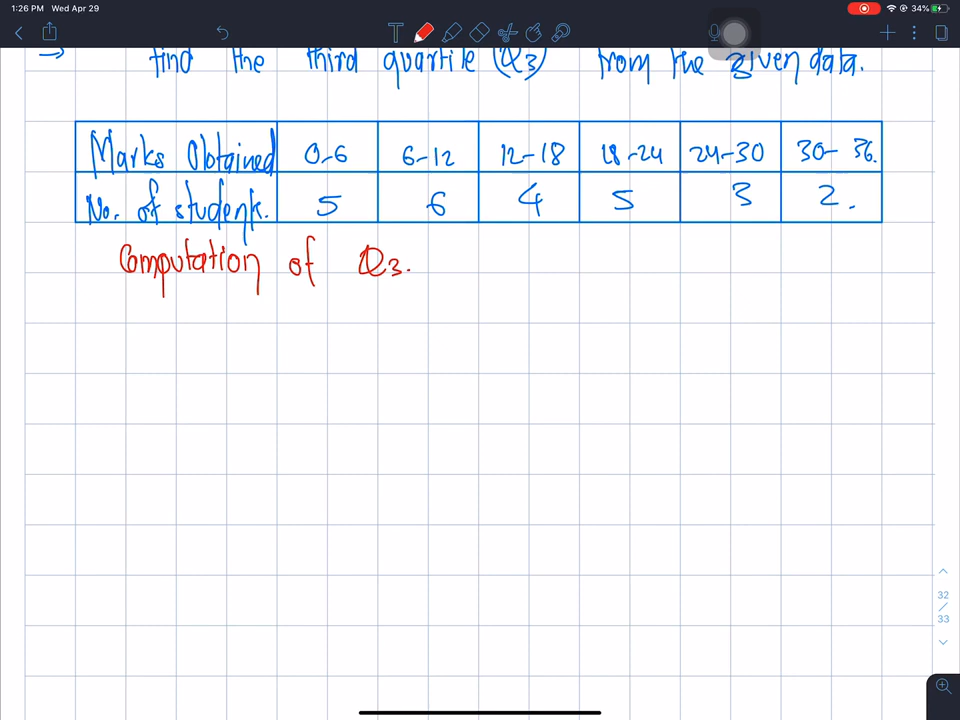 1:26 PM Wed Apr 29
34%
→ find the third quartile (Q3) from the given data.
Marks Obtained 0-6 6-12 12-18 18-24 24-30 30-36.
No. of students. 5 6 4 5 3 2.
Computation of Q3.
32
/
33